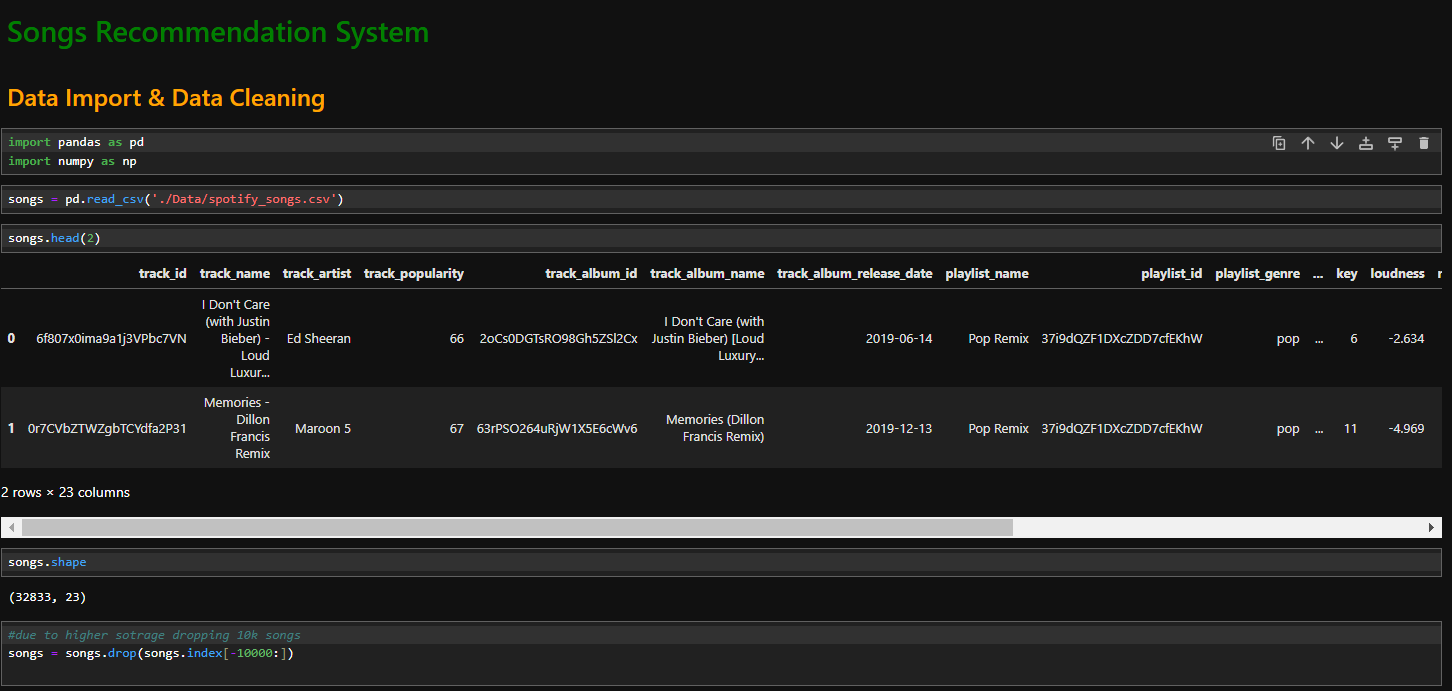 Songs Recommendation System
Data Import & Data Cleaning
import pandas as pd
import numpy as np
songs = pd.read_csv('./Data/spotify_songs.csv')
songs.head(2)
track_id track_name track_artist track_popularity track_album_id track_album_name track_album_release_date playlist_name playlist_id playlist_genre ... key loudness
I Don't Care
(with Justin I Don't Care (with
0 6f807x0ima9a1j3VPbc7VN Bieber) - Ed Sheeran 66 2oCs0DGTsRO98Gh5ZSl2Cx Justin Bieber) [Loud 2019-06-14 Pop Remix 37i9dQZF1DXcZDD7cfEKhW pop ... 6 -2.634
Loud Luxury...
Luxur...
Memories -
Dillon Memories (Dillon
1 0r7CVbZTWZgbTCYdfa2P31 Francis Maroon 5 67 63rPSO264uRjW1X5E6cWv6 Francis Remix) 2019-12-13 Pop Remix 37i9dQZF1DXcZDD7cfEKhW pop ... 11 -4.969
Remix
2 rows × 23 columns
songs.shape
(32833, 23)
#due to higher sotrage dropping 10k songs
songs = songs.drop(songs.index[-10000:])